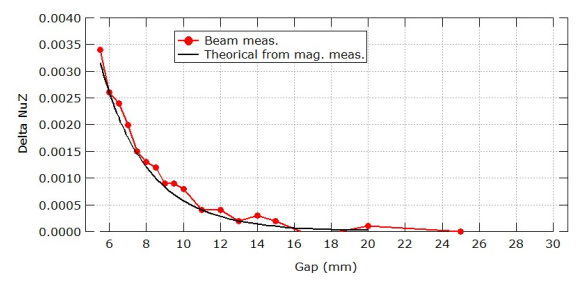 0.0040
0.0035
0.0030
0.0025
0.0020
0.0015
0.0010
0.0005
0.0000
Delta NuZ
Beam meas.
Theorical from mag. meas.
6 8 10 12 14 16 18 20 22 24 26 28 30
Gap (mm)